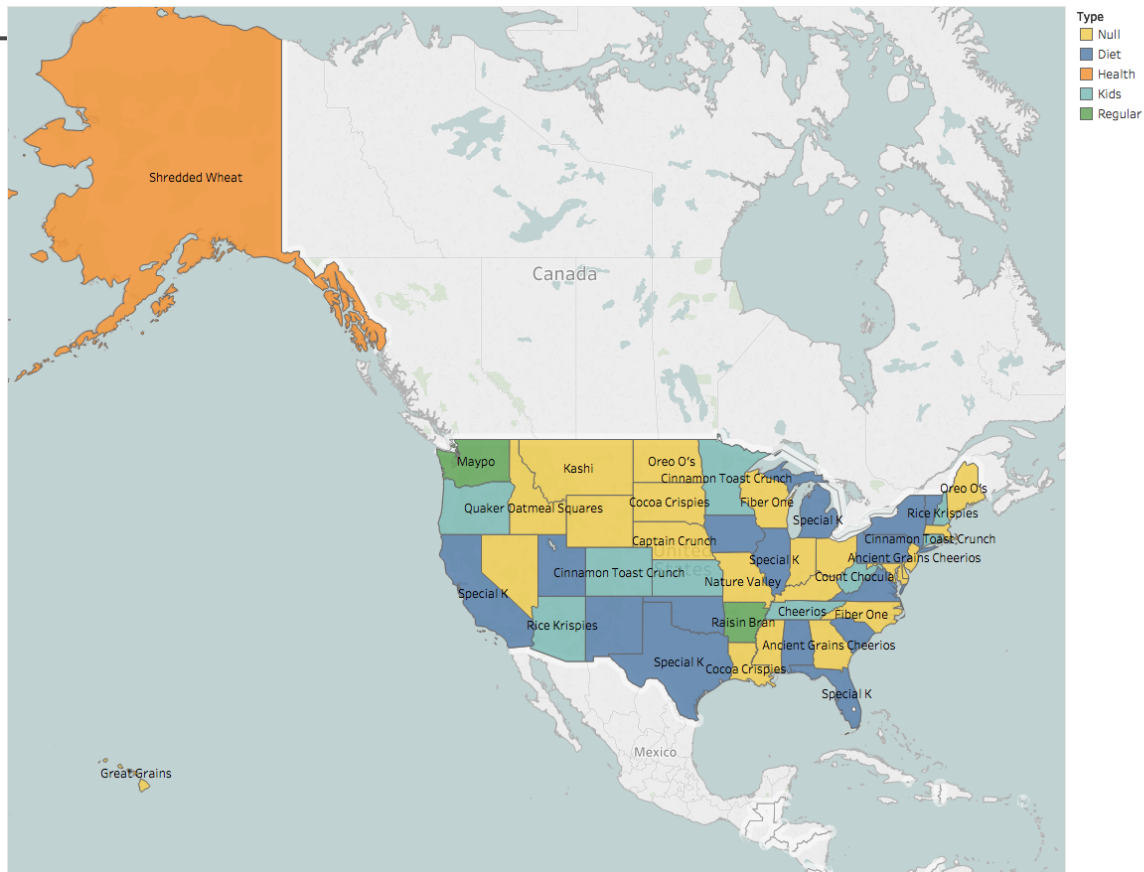 Type
Null
Diet
Health
Kids
Regular
Shredded Wheat
Canada
Maypo
Kashi
Oreo O's
Cinnamon Toast Crunch
Quaker Oatmeal Squares
Cocoa Crispies
Fiber One
Special K
Oreo O's
Rice Krispies
Captain Crunch
United
States
Cinnamon Toast Crunch
Ancient Grains Cheerios
Special K
Cinnamon Toast Crunch
Nature Valley
Count Chocula
Special K
Rice Krispies
Raisin Bran
Cheerios
Fiber One
Ancient Grains Cheerios
Special K
Cocoa Crispies
Special K
Mexico
Great Grains